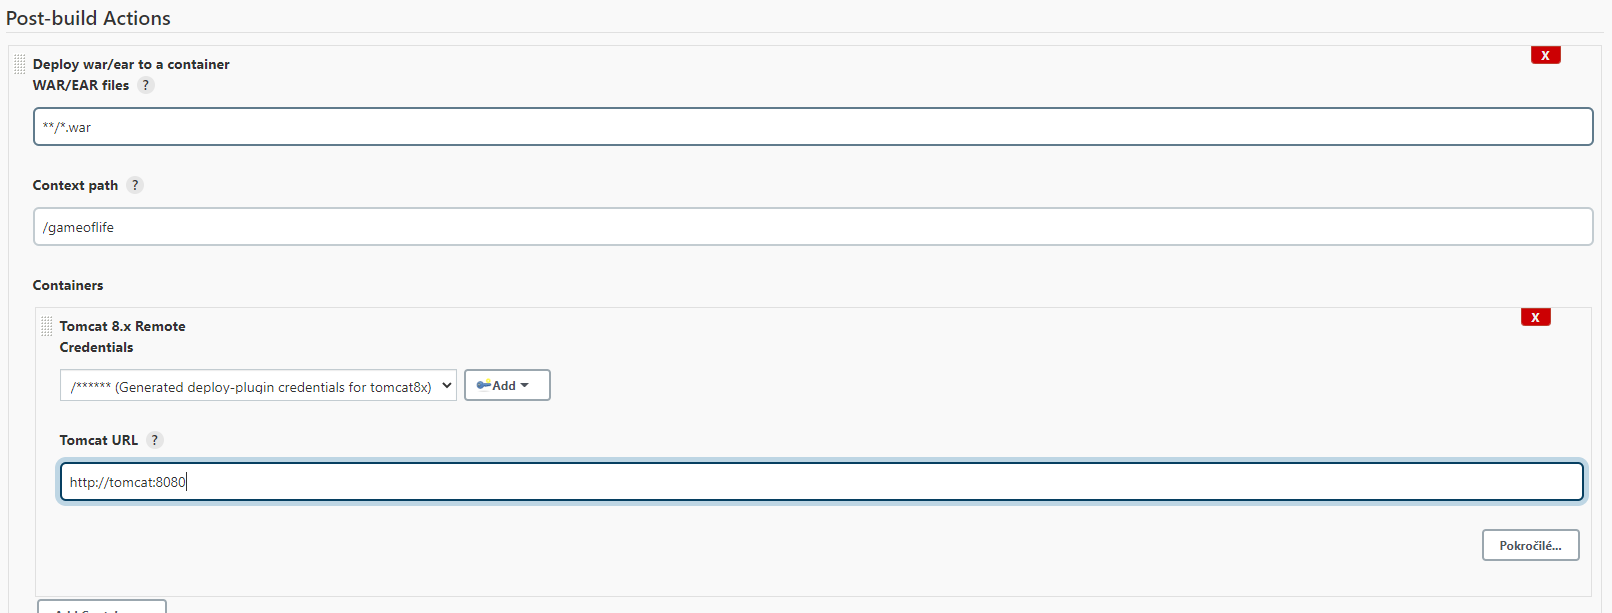 Post-build Actions
X
Deploy war/ear to a container
WAR/EAR files ?
**/*.war
Context path ?
/gameoflife
Containers
X
Tomcat 8.x Remote
Credentials
/****** (Generated deploy-plugin credentials for tomcat8x) Add
Tomcat URL ?
http://tomcat:8080
Pokročilé...